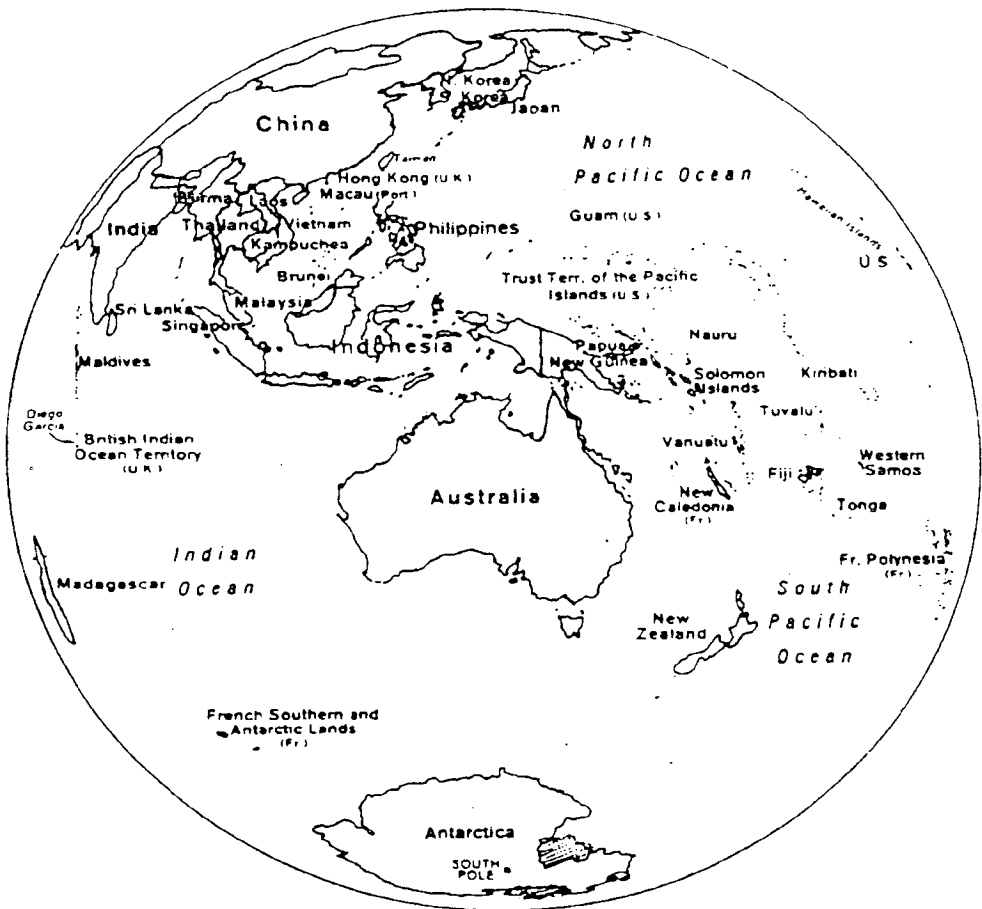 N. Korea
Korea
Japan
China
North
Pacific Ocean
Taiwan
Hong Kong (U.K.)
Macau (Port.)
Hawaiian Islands
U S
Burma
Laos
India
Thailand
Vietnam
Philippines
Guam (U S.)
Kampuchea
Brunei
Trust Terr. of the Pacific
Islands (U S.)
Sri Lanka
Malaysia
Singapore
Indonesia
Papua
New Guinea
Nauru
Maldives
Solomon
Islands
Kiribati
Diego
Garcia
British Indian
Ocean Territory
(U K.)
Tuvalu
Vanuatu
Fiji
Western
Samos
Australia
New
Caledonia
(Fr.)
Tonga
Indian
Ocean
Madagascar
Fr. Polynesia
(Fr.)
South
Pacific
Ocean
New
Zealand
French Southern and
Antarctic Lands
(Fr.)
Antarctica
SOUTH
POLE